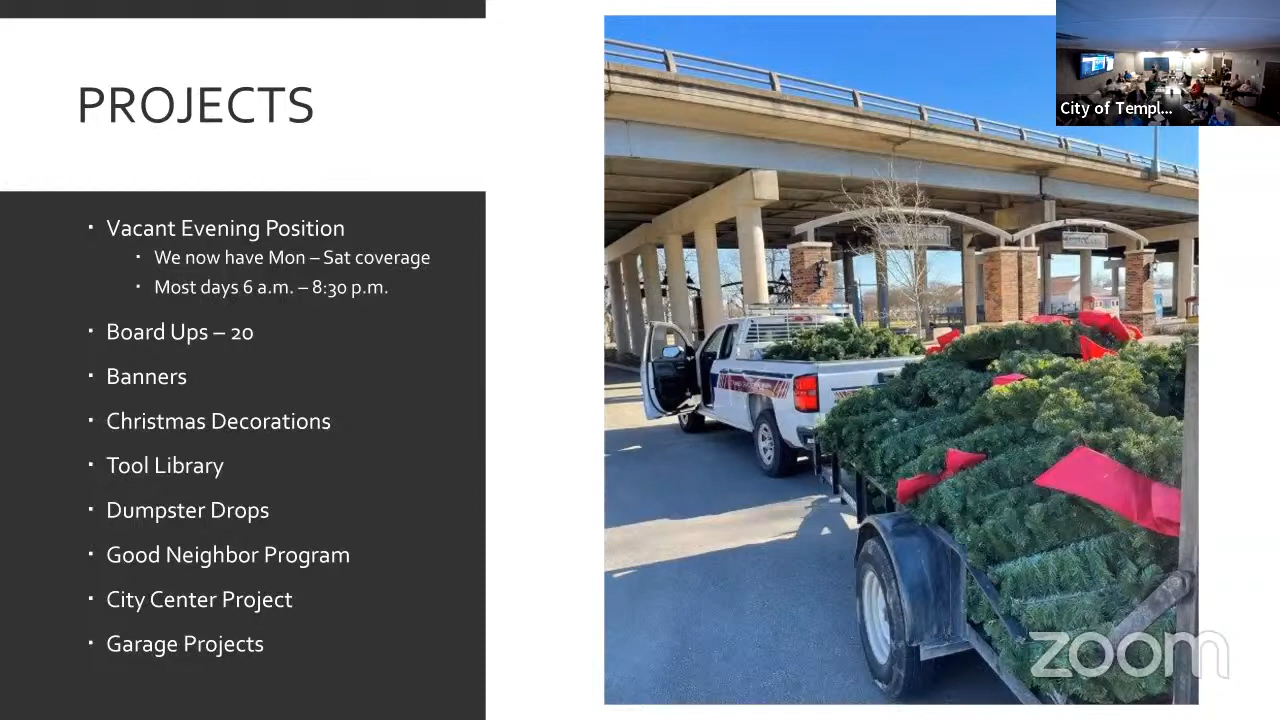 PROJECTS
Vacant Evening Position
We now have Mon – Sat coverage
Most days 6 a.m. – 8:30 p.m.
Board Ups – 20
Banners
Christmas Decorations
Tool Library
Dumpster Drops
Good Neighbor Program
City Center Project
Garage Projects
City of Templ...
zoom